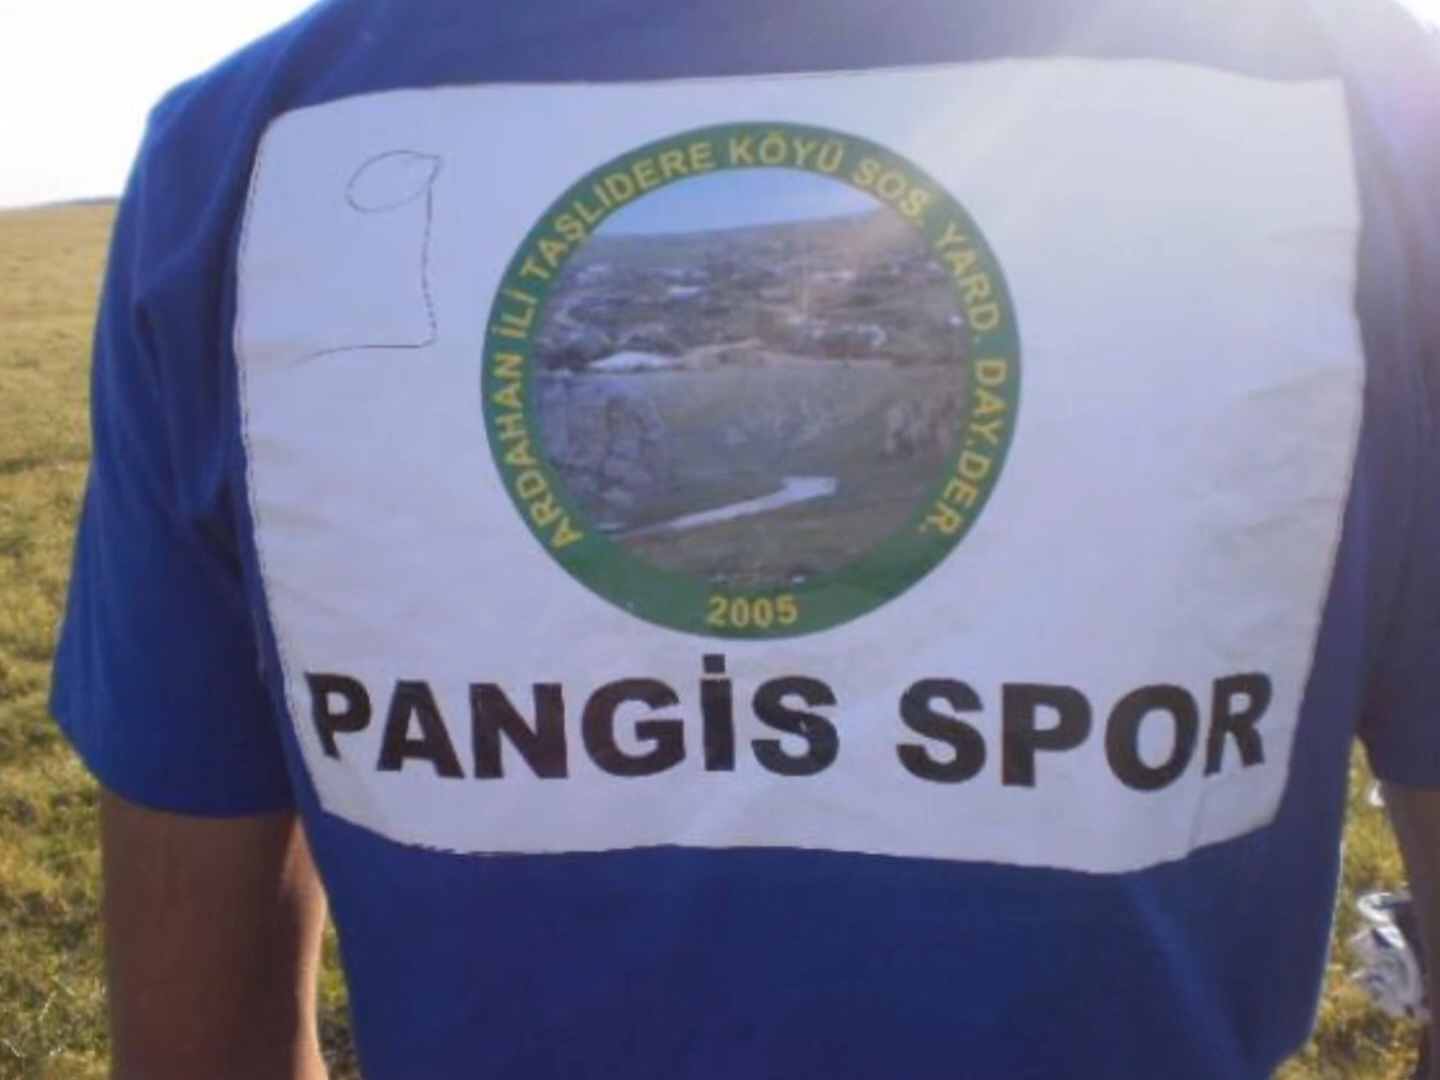 9
ARDAHAN İLİ TAŞLIDERE KÖYÜ SOS. YARD. DAY.DER.
2005
PANGİS SPOR